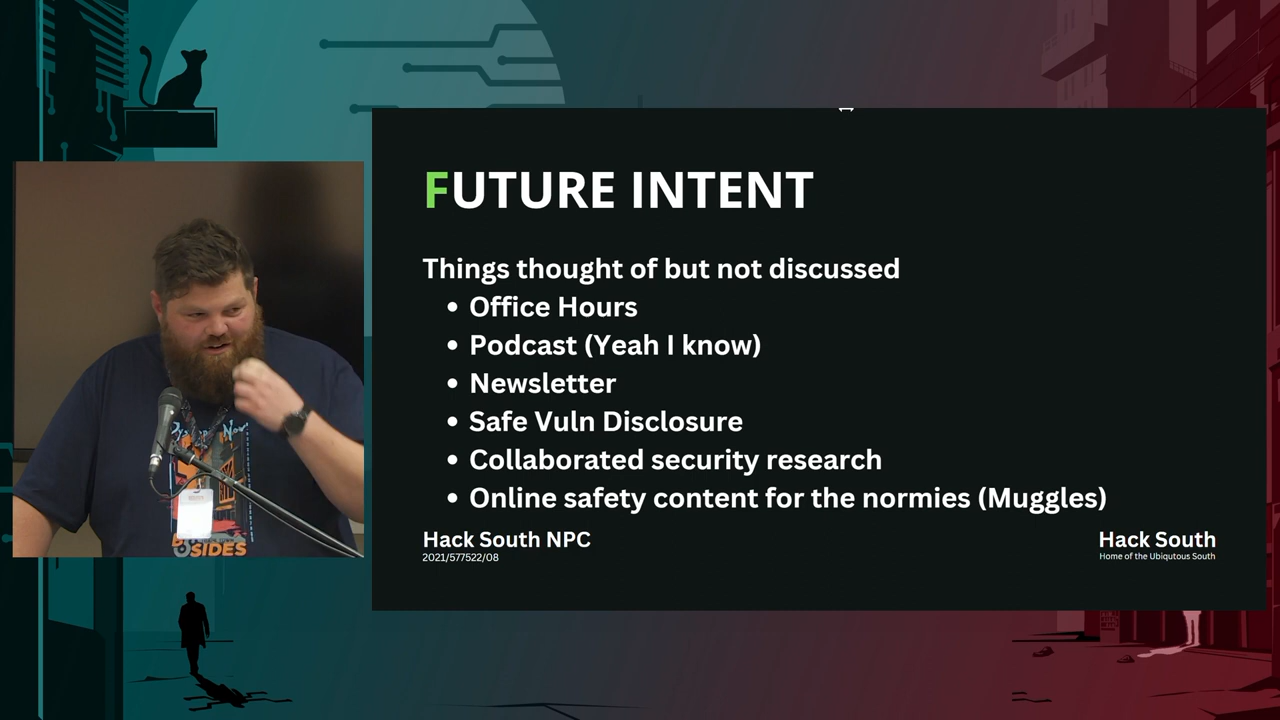 FUTURE INTENT
Things thought of but not discussed
• Office Hours
• Podcast (Yeah I know)
• Newsletter
• Safe Vuln Disclosure
• Collaborated security research
• Online safety content for the normies (Muggles)
Hack South NPC
2021/577522/08
Hack South
Home of the Ubiqutous South
SIDES